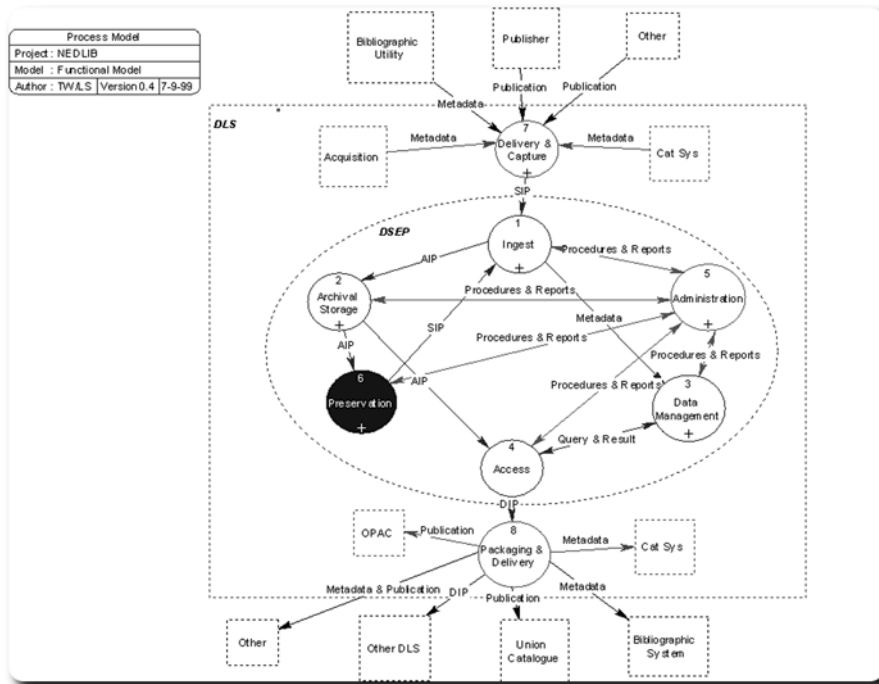 Process Model
Project : NEDLIB
Model : Functional Model
Author : TW/LS Version 0.4 7-9-99
Bibliographic
Utility
Publisher
Other
Publication
Publication
Metadata
DLS
7
Delivery &
Capture
+
Metadata
Metadata
Acquisition
Cat Sys
SIP
DSEP
1
Ingest
+
AIP
Procedures & Reports
2
Archival
Storage
+
Procedures & Reports
5
Administration
+
Metadata
SIP
Procedures & Reports
AIP
Procedures & Reports
6
Preservation
+
AIP
Procedures & Reports
3
Data
Management
+
Query & Result
4
Access
DIP
8
Packaging &
Delivery
OPAC
Publication
Metadata
Cat Sys
Metadata & Publication
DIP
Publication
Metadata
Other
Other DLS
Union
Catalogue
Bibliographic
System